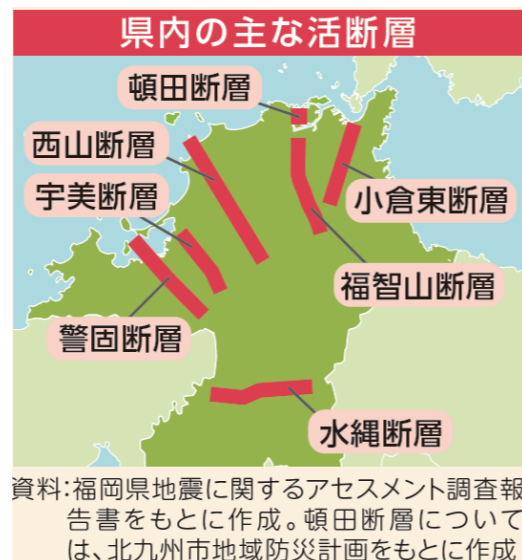 県内の主な活断層
頓田断層
西山断層
宇美断層
小倉東断層
福智山断層
警固断層
水縄断層
資料:福岡県地震に関するアセスメント調査報
告書をもとに作成。頓田断層について
は、北九州市地域防災計画をもとに作成